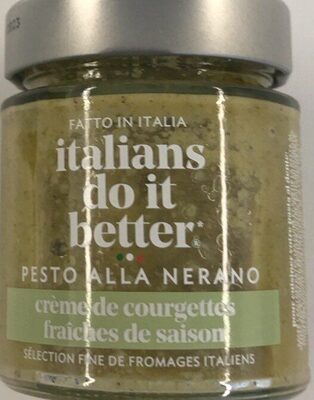 FATTO IN ITALIA
italians
do it
better*
PESTO ALLA NERANO
crème de courgettes
fraîches de saison
SÉLECTION FINE DE FROMAGES ITALIENS